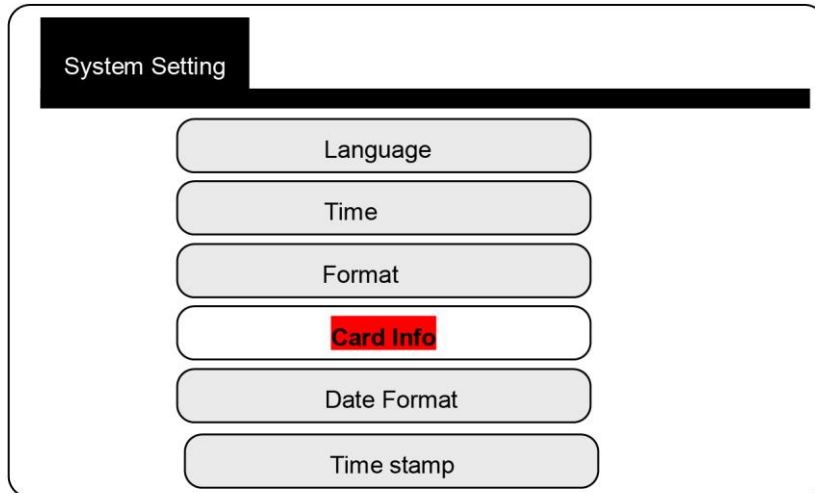 System Setting
Language
Time
Format
Card Info
Date Format
Time stamp